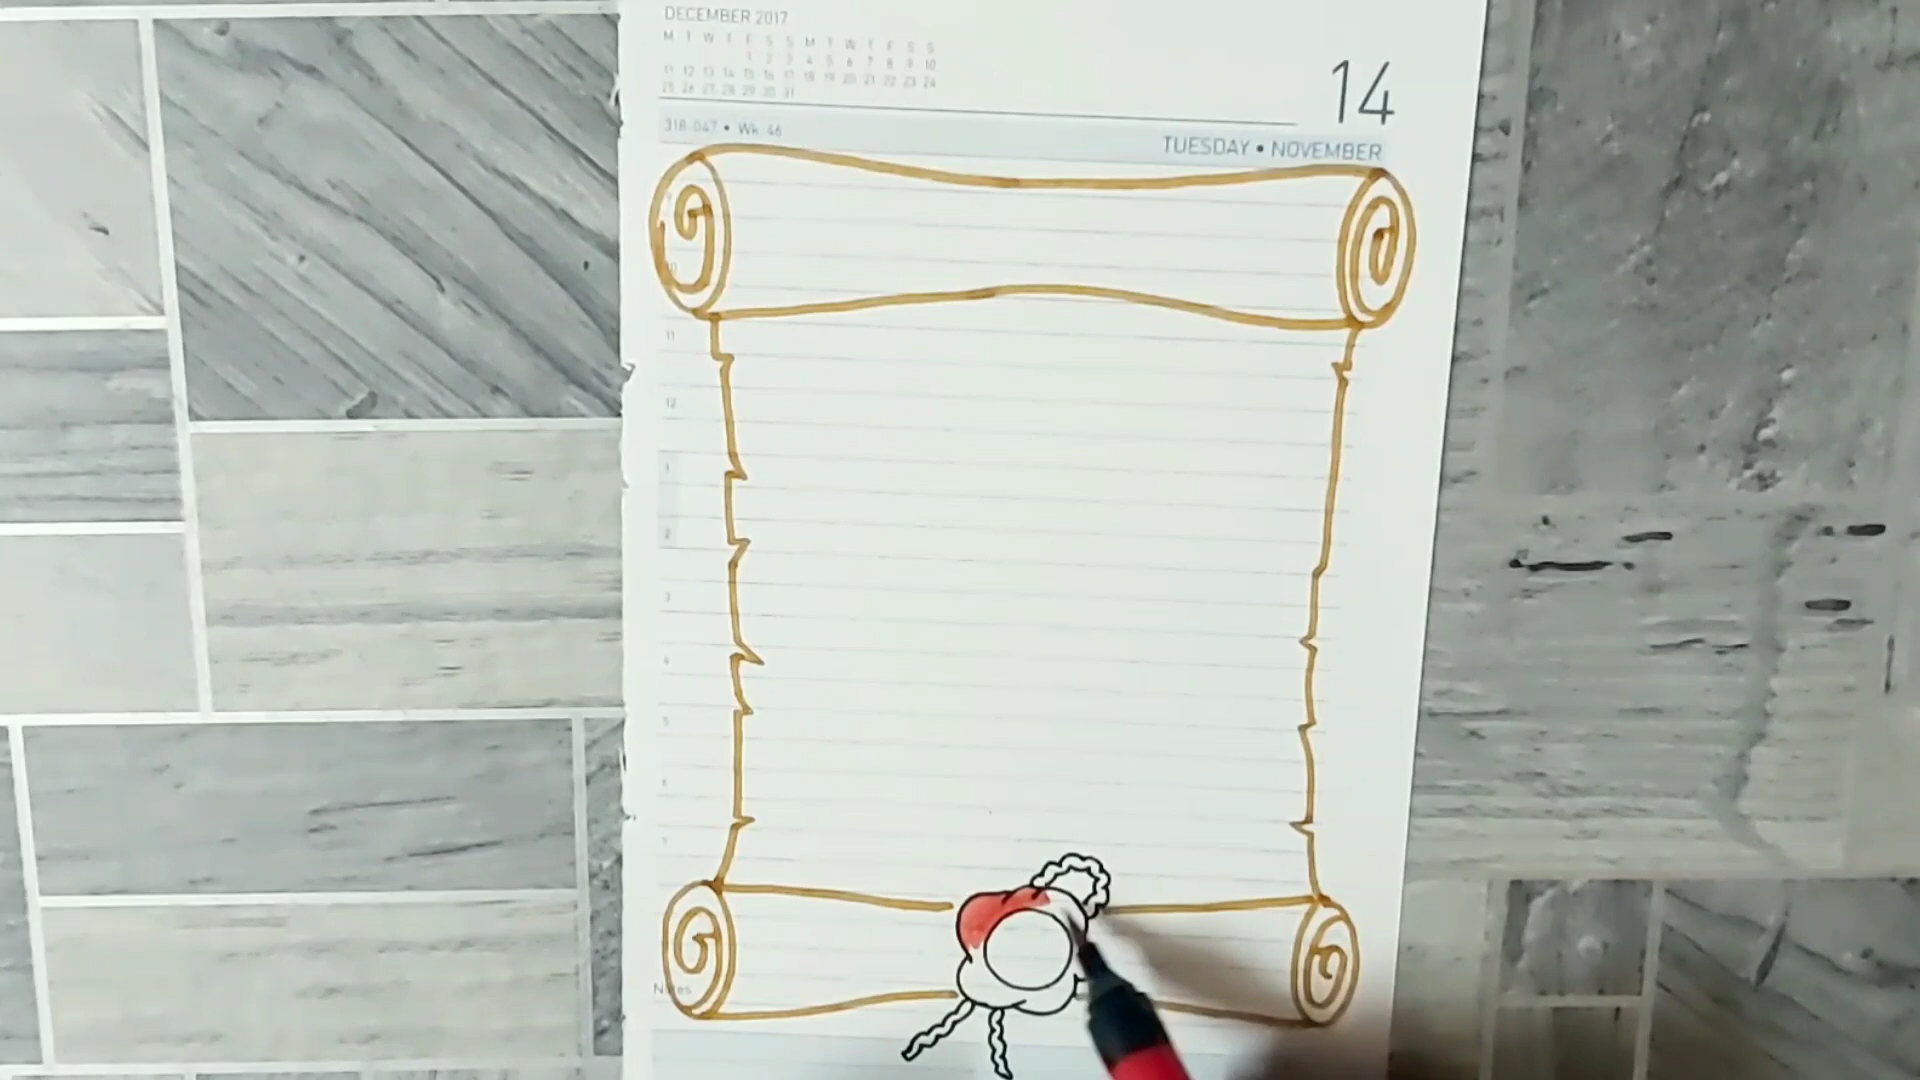 DECEMBER 2017
M T W T F S S M T W T F S S
1 2 3 4 5 6 7 8 9 10
11 12 13 14 15 16 17 18 19 20 21 22 23 24
25 26 27 28 29 30 31
14
318-047 • Wk 46
TUESDAY • NOVEMBER
10
11
12
1
2
3
4
5
6
7
Notes